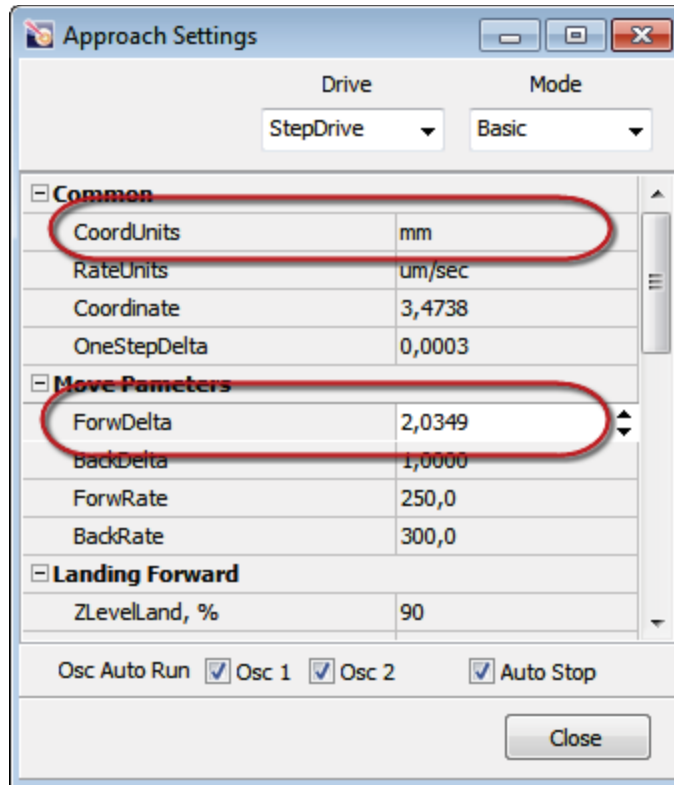 Approach Settings
Drive Mode
StepDrive Basic
Common
CoordUnits mm
RateUnits um/sec
Coordinate 3,4738
OneStepDelta 0,0003
Move Pameters
ForwDelta 2,0349
BackDelta 1,0000
ForwRate 250,0
BackRate 300,0
Landing Forward
ZLevelLand, % 90
Osc Auto Run Osc 1 Osc 2 Auto Stop
Close